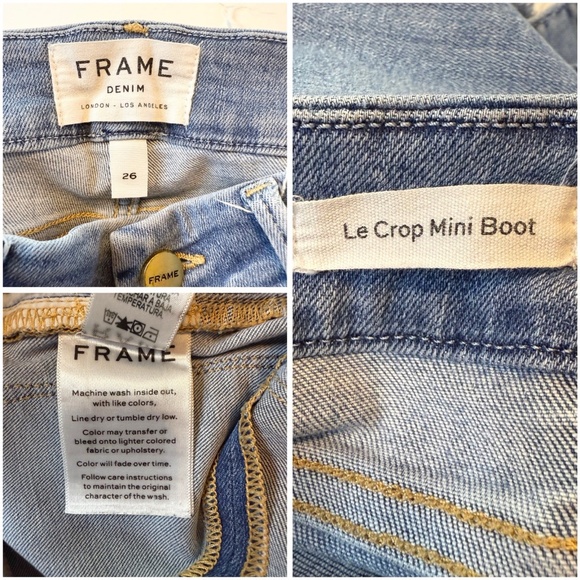 FRAME
DENIM
LONDON - LOS ANGELES
26
FRAME
Le Crop Mini Boot
A BAJA
TEMPERATURA
FRAME
Machine wash inside out,
with like colors,
Line dry or tumble dry low.
Color may transfer or
bleed onto lighter colored
fabric or upholstery.
Color will fade over time.
Follow care instructions
to maintain the original
character of the wash.